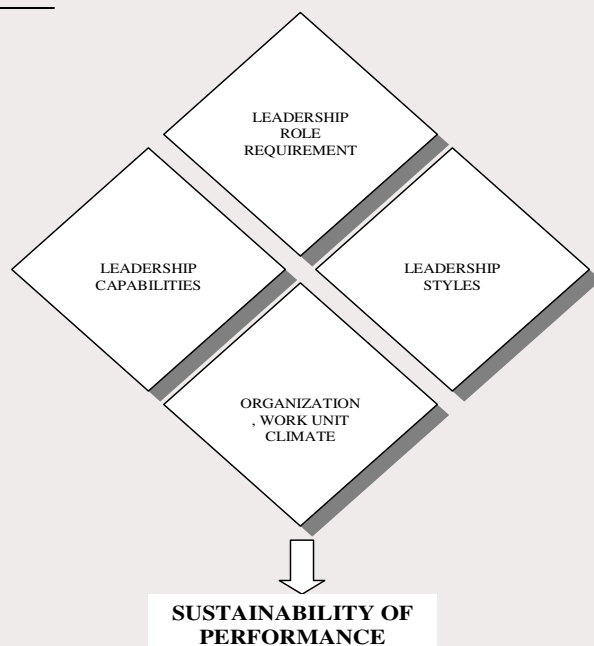 LEADERSHIP
ROLE
REQUIREMENT
LEADERSHIP
CAPABILITIES
LEADERSHIP
STYLES
ORGANIZATION
, WORK UNIT
CLIMATE
SUSTAINABILITY OF
PERFORMANCE